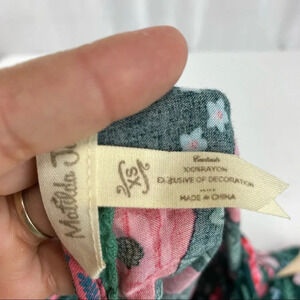 Matilda J
XS
Contents
100% RAYON
EXCLUSIVE OF DECORATION
MADE IN CHINA